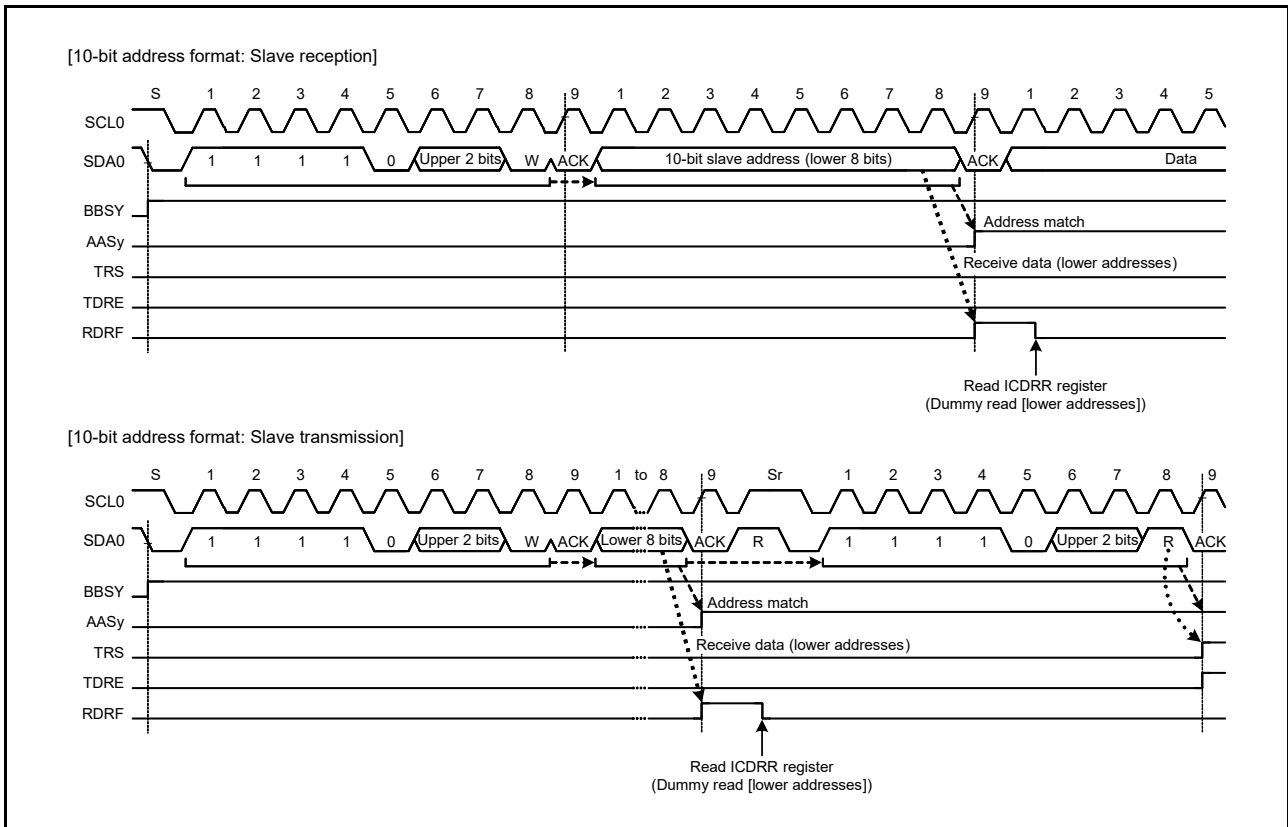 [10-bit address format: Slave reception]
S 1 2 3 4 5 6 7 8 9 1 2 3 4 5 6 7 8 9 1 2 3 4 5
SCL0
SDA0 1 1 1 1 0 Upper 2 bits W ACK 10-bit slave address (lower 8 bits) ACK Data
BBSY
Address match
AASy
Receive data (lower addresses)
TRS
TDRE
RDRF
Read ICDRR register
(Dummy read [lower addresses])
[10-bit address format: Slave transmission]
S 1 2 3 4 5 6 7 8 9 1 to 8 9 Sr 1 2 3 4 5 6 7 8 9
SCL0
SDA0 1 1 1 1 0 Upper 2 bits W ACK Lower 8 bits ACK R 1 1 1 1 0 Upper 2 bits R ACK
BBSY
Address match
AASy
Receive data (lower addresses)
TRS
TDRE
RDRF
Read ICDRR register
(Dummy read [lower addresses])